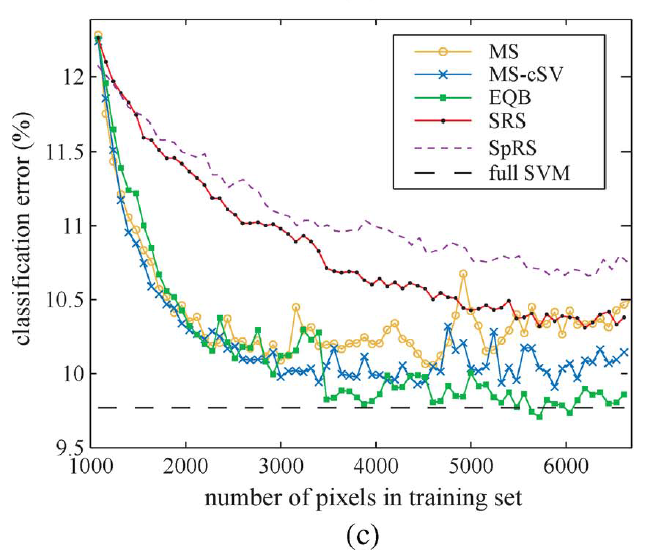 MS
MS-cSV
EQB
SRS
SpRS
full SVM
classification error (%)
12
11.5
11
10.5
10
9.5
1000
2000
3000
4000
5000
6000
number of pixels in training set
(c)